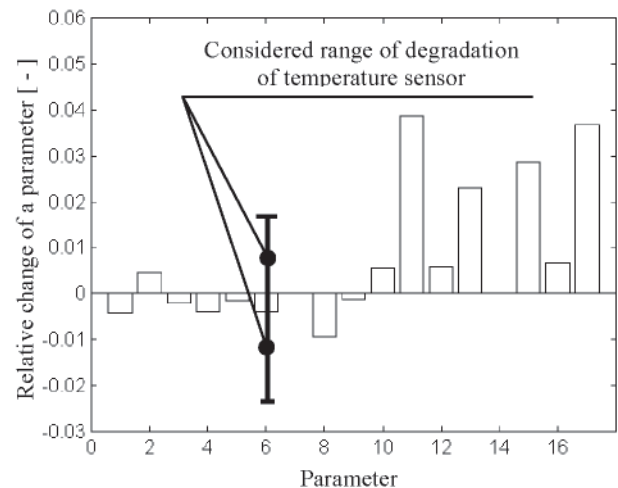 0.06
0.05
0.04
0.03
0.02
0.01
0
-0.01
-0.02
-0.03
Relative change of a parameter [ - ]
Considered range of degradation
of temperature sensor
0 2 4 6 8 10 12 14 16
Parameter